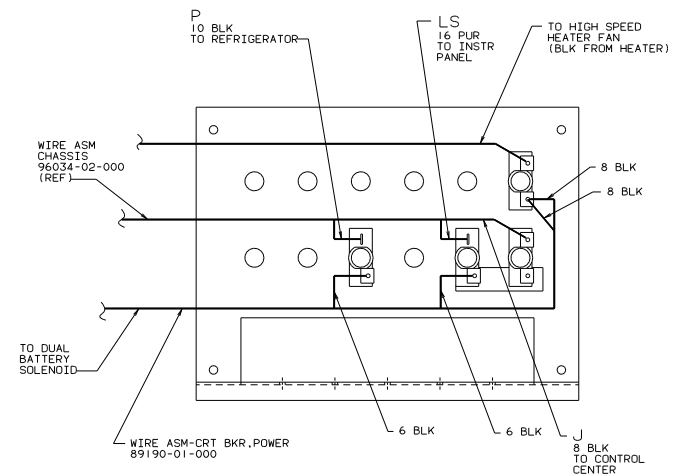 P
10 BLK
TO REFRIGERATOR
LS
16 PUR
TO INSTR
PANEL
TO HIGH SPEED
HEATER FAN
(BLK FROM HEATER)
WIRE ASM
CHASSIS
96034-02-000
(REF)
8 BLK
8 BLK
TO DUAL
BATTERY
SOLENOID
WIRE ASM-CRT BKR,POWER
89190-01-000
6 BLK
6 BLK
J
8 BLK
TO CONTROL
CENTER